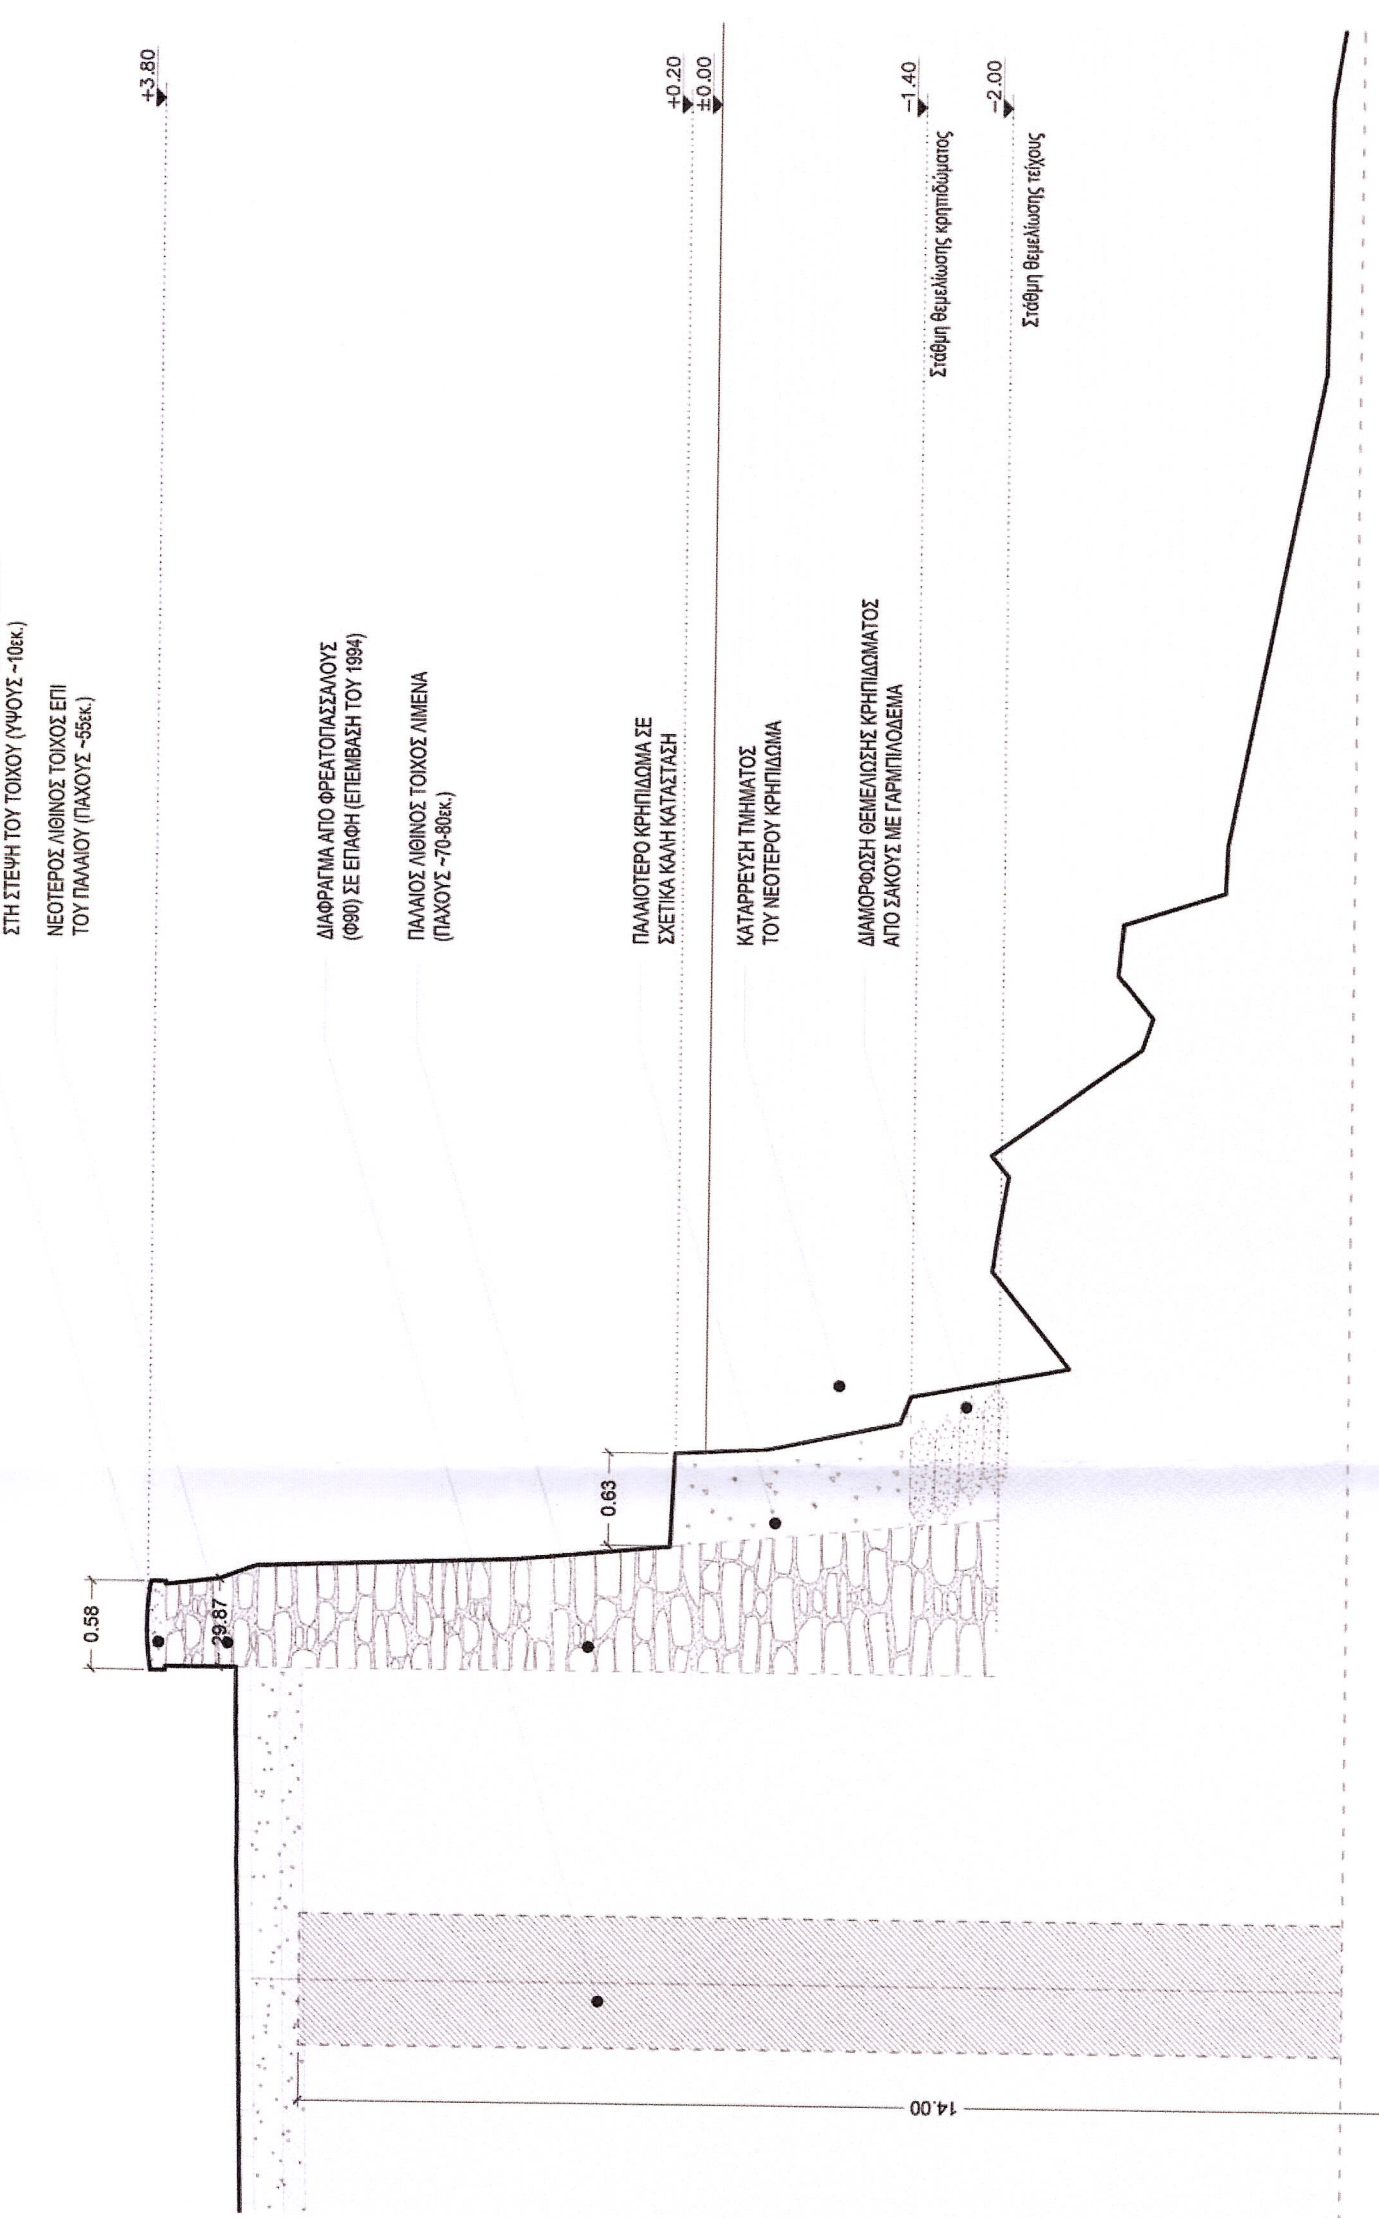 ΣΤΗ ΣΤΕΨΗ ΤΟΥ ΤΟΙΧΟΥ (ΥΨΟΥΣ ~10εκ.)
ΝΕΟΤΕΡΟΣ ΛΙΘΙΝΟΣ ΤΟΙΧΟΣ ΕΠΙ
ΤΟΥ ΠΑΛΑΙΟΥ (ΠΑΧΟΥΣ ~55εκ.)
ΔΙΑΦΡΑΓΜΑ ΑΠΟ ΦΡΕΑΤΟΠΑΣΣΑΛΟΥΣ
(Φ90) ΣΕ ΕΠΑΦΗ (ΕΠΕΜΒΑΣΗ ΤΟΥ 1994)
ΠΑΛΑΙΟΣ ΛΙΘΙΝΟΣ ΤΟΙΧΟΣ ΛΙΜΕΝΑ
(ΠΑΧΟΥΣ ~70-80εκ.)
ΠΑΛΑΙΟΤΕΡΟ ΚΡΗΠΙΔΩΜΑ ΣΕ
ΣΧΕΤΙΚΑ ΚΑΛΗ ΚΑΤΑΣΤΑΣΗ
ΚΑΤΑΡΡΕΥΣΗ ΤΜΗΜΑΤΟΣ
ΤΟΥ ΝΕΟΤΕΡΟΥ ΚΡΗΠΙΔΩΜΑ
ΔΙΑΜΟΡΦΩΣΗ ΘΕΜΕΛΙΩΣΗΣ ΚΡΗΠΙΔΩΜΑΤΟΣ
ΑΠΟ ΣΑΚΟΥΣ ΜΕ ΓΑΡΜΠΙΛΟΔΕΜΑ
+3.80
+0.20
±0.00
−1.40
Στάθμη θεμελίωσης κρηπιδώματος
−2.00
Στάθμη θεμελίωσης τείχους
0.58
29.87
0.63
14.00